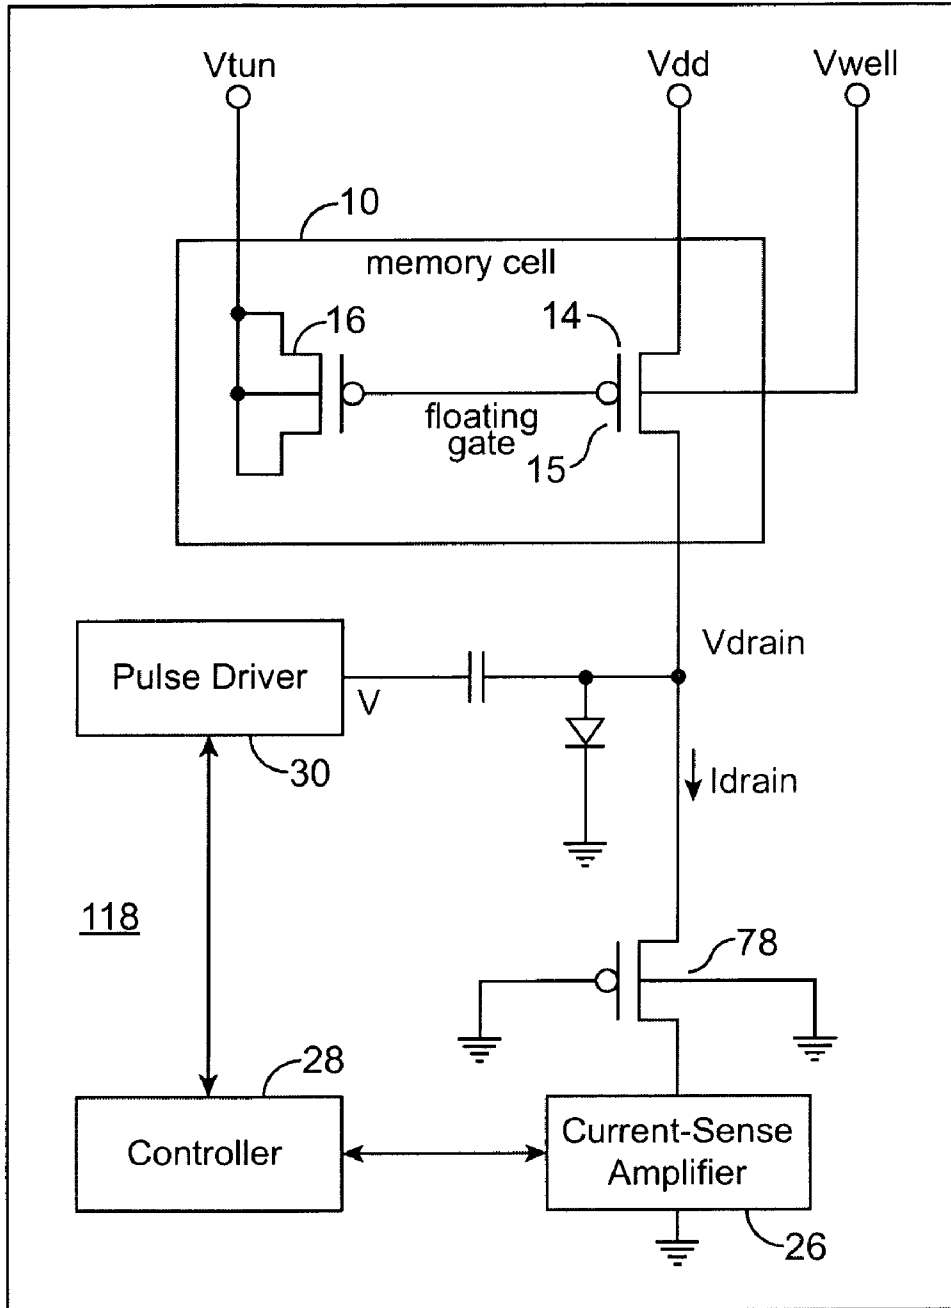 Vtun
Vdd
Vwell
10
memory cell
16
14
floating
gate
15
Pulse Driver
V
30
Vdrain
Idrain
118
78
28
Controller
Current-Sense
Amplifier
26